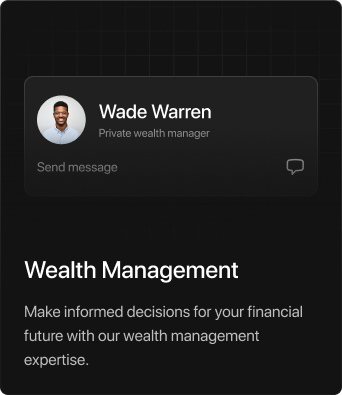 Wade Warren
Private wealth manager
Send message
Wealth Management
Make informed decisions for your financial
future with our wealth management
expertise.